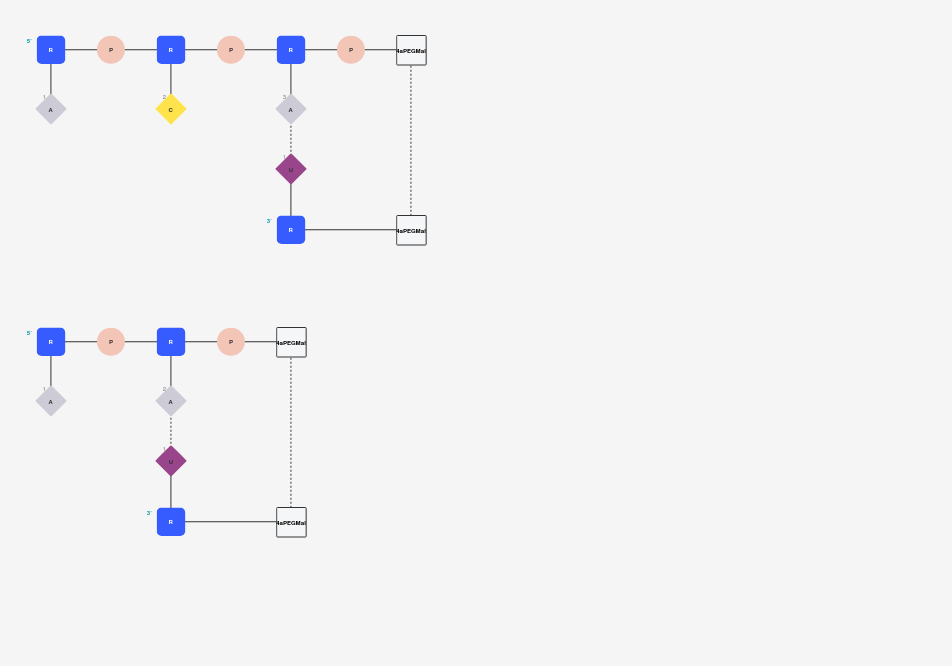 5'
R P R P R P 4aPEGMal
1 2 3
A C A
1
U
3'
R 4aPEGMal
5'
R P R P 4aPEGMal
1 2
A A
1
U
3'
R 4aPEGMal